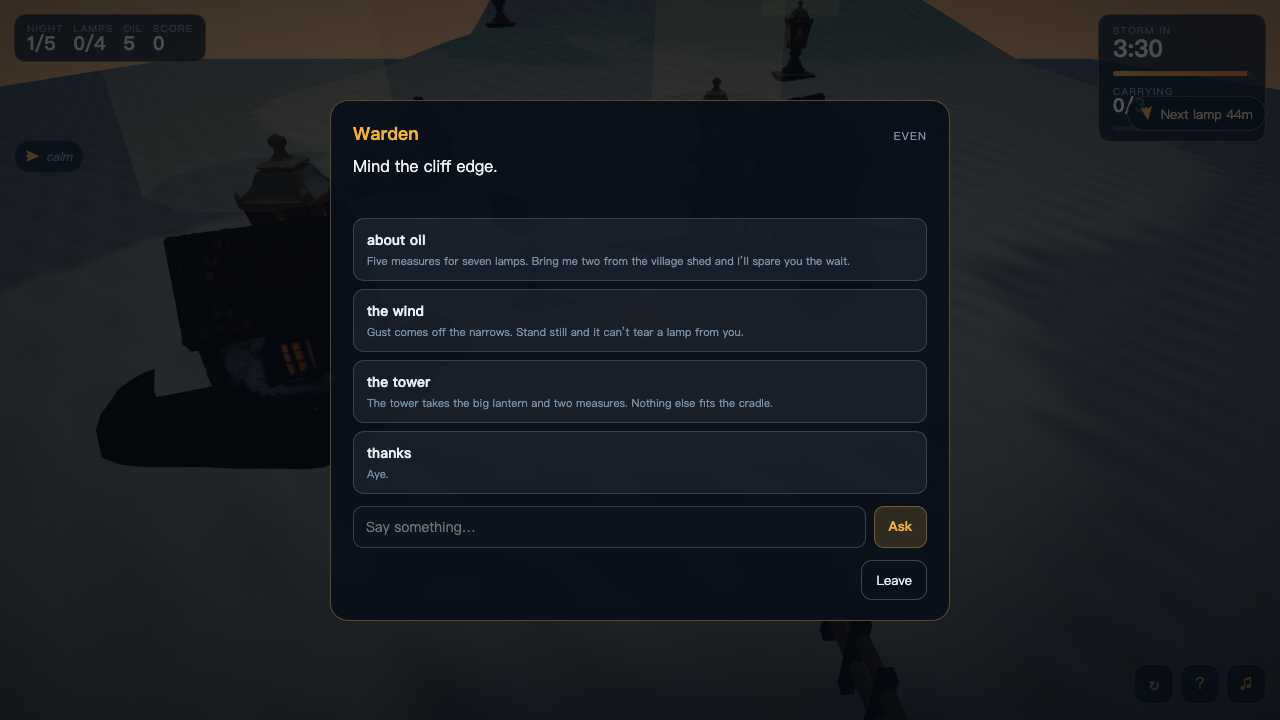 NIGHT LAMPS OIL SCORE
1/5 0/4 5 0
STORM IN
3:30
CARRYING
0/
Next lamp 44m
calm
Warden
EVEN
Mind the cliff edge.
about oil
Five measures for seven lamps. Bring me two from the village shed and I'll spare you the wait.
the wind
Gust comes off the narrows. Stand still and it can't tear a lamp from you.
the tower
The tower takes the big lantern and two measures. Nothing else fits the cradle.
thanks
Aye.
Say something...
Ask
Leave
?